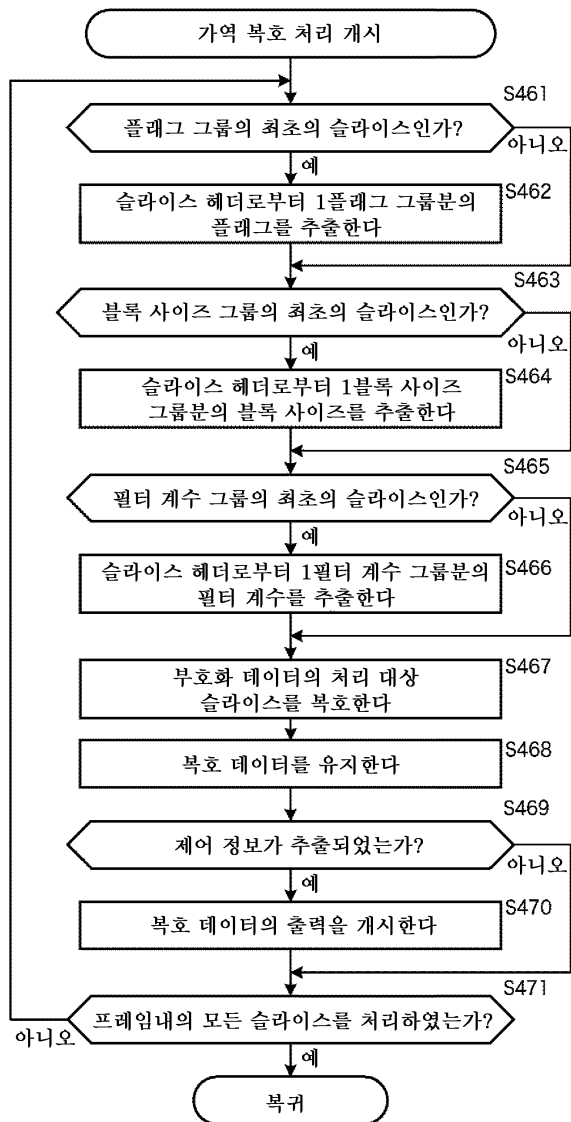 가역 복호 처리 개시
S461
플래그 그룹의 최초의 슬라이스인가?
아니오
예
S462
슬라이스 헤더로부터 1플래그 그룹분의
플래그를 추출한다
S463
블록 사이즈 그룹의 최초의 슬라이스인가?
아니오
예
S464
슬라이스 헤더로부터 1블록 사이즈
그룹분의 블록 사이즈를 추출한다
S465
필터 계수 그룹의 최초의 슬라이스인가?
아니오
예
S466
슬라이스 헤더로부터 1필터 계수 그룹분의
필터 계수를 추출한다
S467
부호화 데이터의 처리 대상
슬라이스를 복호한다
S468
복호 데이터를 유지한다
S469
제어 정보가 추출되었는가?
아니오
예
S470
복호 데이터의 출력을 개시한다
S471
프레임내의 모든 슬라이스를 처리하였는가?
아니오
예
복귀